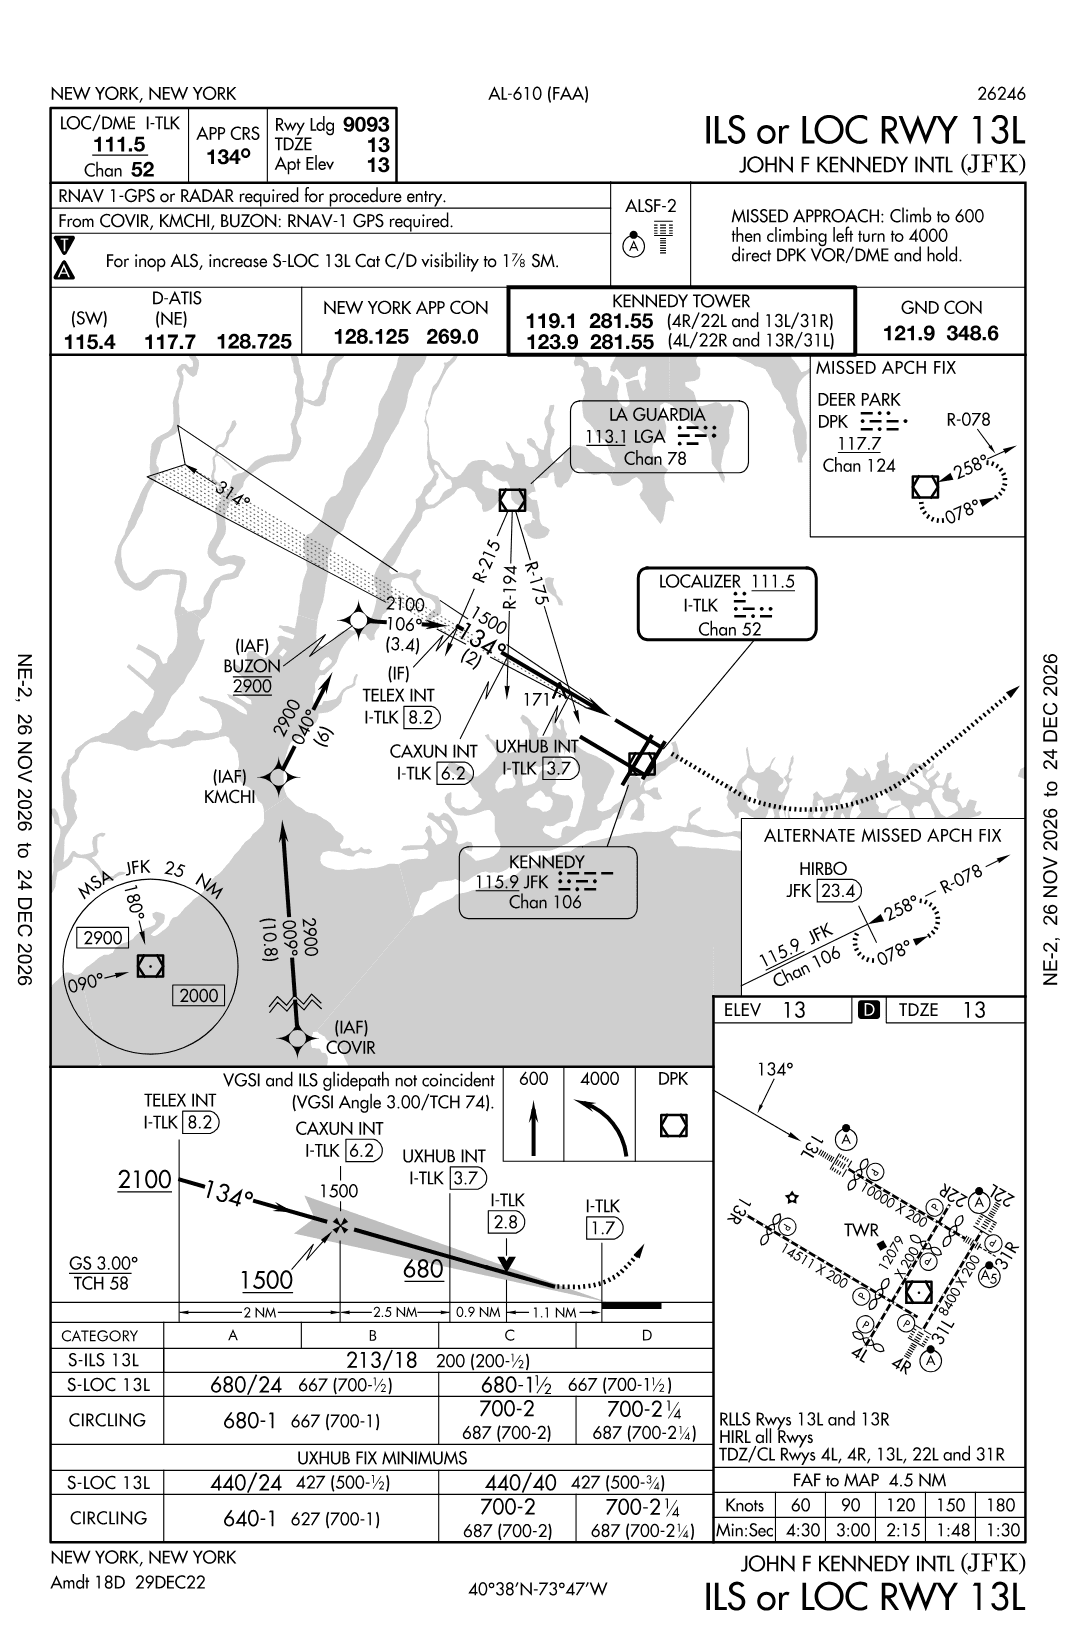 NEW YORK, NEW YORK
AL-610 (FAA)
26246
LOC/DME I-TLK
111.5
Chan 52
APP CRS
134°
Rwy Ldg 9093
TDZE 13
Apt Elev 13
ILS or LOC RWY 13L
JOHN F KENNEDY INTL (JFK)
RNAV 1-GPS or RADAR required for procedure entry.
From COVIR, KMCHI, BUZON: RNAV-1 GPS required.
T
A
For inop ALS, increase S-LOC 13L Cat C/D visibility to 1⅞ SM.
ALSF-2
A
MISSED APPROACH: Climb to 600
then climbing left turn to 4000
direct DPK VOR/DME and hold.
D-ATIS
(SW) (NE)
115.4 117.7 128.725
NEW YORK APP CON
128.125 269.0
KENNEDY TOWER
119.1 281.55 (4R/22L and 13L/31R)
123.9 281.55 (4L/22R and 13R/31L)
GND CON
121.9 348.6
MISSED APCH FIX
DEER PARK
DPK
117.7
Chan 124
R-078
258°
078°
LA GUARDIA
113.1 LGA
Chan 78
314°
R-215
R-194
R-175
LOCALIZER 111.5
I-TLK
Chan 52
2100
106°
(3.4)
1500
134°
(2)
(IAF)
BUZON
2900
(IF)
TELEX INT
I-TLK 8.2
171
CAXUN INT
I-TLK 6.2
UXHUB INT
I-TLK 3.7
2900
040°
(6)
(IAF)
KMCHI
KENNEDY
115.9 JFK
Chan 106
2900
009°
(10.8)
(IAF)
COVIR
MSA JFK 25 NM
180°
2900
090°
2000
ALTERNATE MISSED APCH FIX
HIRBO
JFK 23.4
R-078
258°
078°
115.9 JFK
Chan 106
NE-2, 26 NOV 2026 to 24 DEC 2026
NE-2, 26 NOV 2026 to 24 DEC 2026
VGSI and ILS glidepath not coincident
(VGSI Angle 3.00/TCH 74).
600
4000
DPK
TELEX INT
I-TLK 8.2
CAXUN INT
I-TLK 6.2
UXHUB INT
I-TLK 3.7
I-TLK
2.8
I-TLK
1.7
2100
134°
1500
GS 3.00°
TCH 58
1500
680
2 NM 2.5 NM 0.9 NM 1.1 NM
CATEGORY A B C D
S-ILS 13L 213/18 200 (200-½)
S-LOC 13L 680/24 667 (700-½) 680-1½ 667 (700-1½)
CIRCLING 680-1 667 (700-1) 700-2 687 (700-2) 700-2¼ 687 (700-2¼)
UXHUB FIX MINIMUMS
S-LOC 13L 440/24 427 (500-½) 440/40 427 (500-¾)
CIRCLING 640-1 627 (700-1) 700-2 687 (700-2) 700-2¼ 687 (700-2¼)
ELEV 13 D TDZE 13
134°
13L
A
P
10000 X 200
22R
22L
A
P
13R
P
TWR
14511 X 200
12079 X 200
P
P
31R
A5
8400 X 200
P
P
P
4L
4R
31L
A
RLLS Rwys 13L and 13R
HIRL all Rwys
TDZ/CL Rwys 4L, 4R, 13L, 22L and 31R
FAF to MAP 4.5 NM
Knots 60 90 120 150 180
Min:Sec 4:30 3:00 2:15 1:48 1:30
NEW YORK, NEW YORK
Amdt 18D 29DEC22
40°38'N-73°47'W
JOHN F KENNEDY INTL (JFK)
ILS or LOC RWY 13L